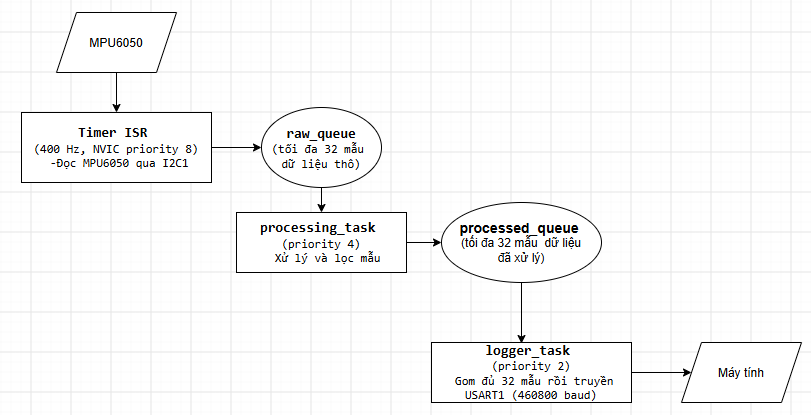 MPU6050
Timer ISR
(400 Hz, NVIC priority 8)
-Đọc MPU6050 qua I2C1
raw_queue
(tối đa 32 mẫu
dữ liệu thô)
processing_task
(priority 4)
Xử lý và lọc mẫu
processed_queue
(tối đa 32 mẫu dữ liệu
đã xử lý)
logger_task
(priority 2)
Gom đủ 32 mẫu rồi truyền
USART1 (460800 baud)
Máy tính